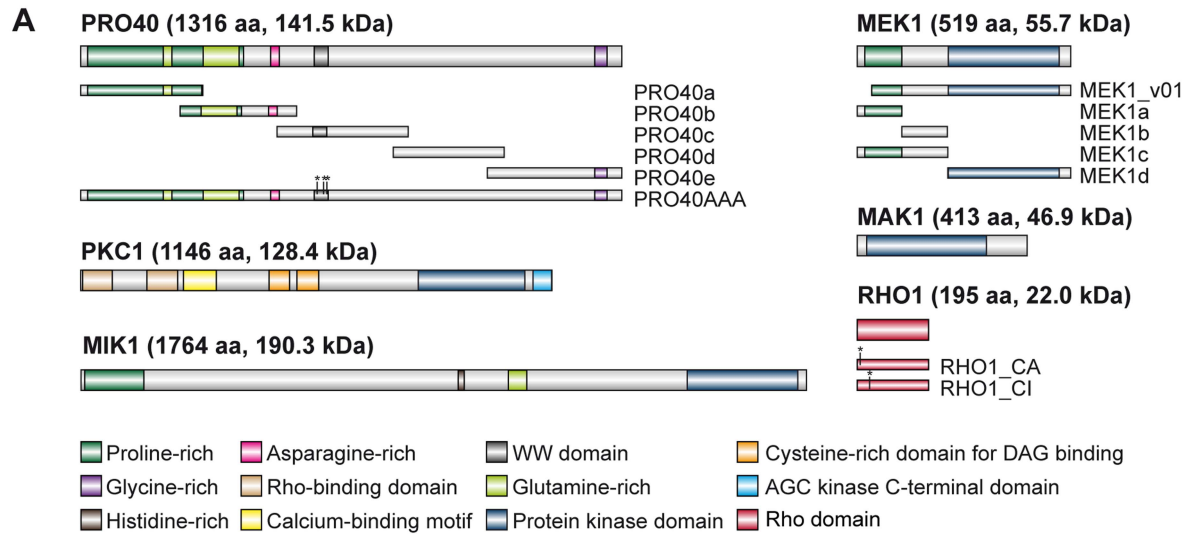 A
PRO40 (1316 aa, 141.5 kDa)
PRO40a
PRO40b
PRO40c
PRO40d
PRO40e
* **
PRO40AAA
PKC1 (1146 aa, 128.4 kDa)
MIK1 (1764 aa, 190.3 kDa)
MEK1 (519 aa, 55.7 kDa)
MEK1_v01
MEK1a
MEK1b
MEK1c
MEK1d
MAK1 (413 aa, 46.9 kDa)
RHO1 (195 aa, 22.0 kDa)
*
RHO1_CA
*
RHO1_CI
Proline-rich
Asparagine-rich
WW domain
Cysteine-rich domain for DAG binding
Glycine-rich
Rho-binding domain
Glutamine-rich
AGC kinase C-terminal domain
Histidine-rich
Calcium-binding motif
Protein kinase domain
Rho domain